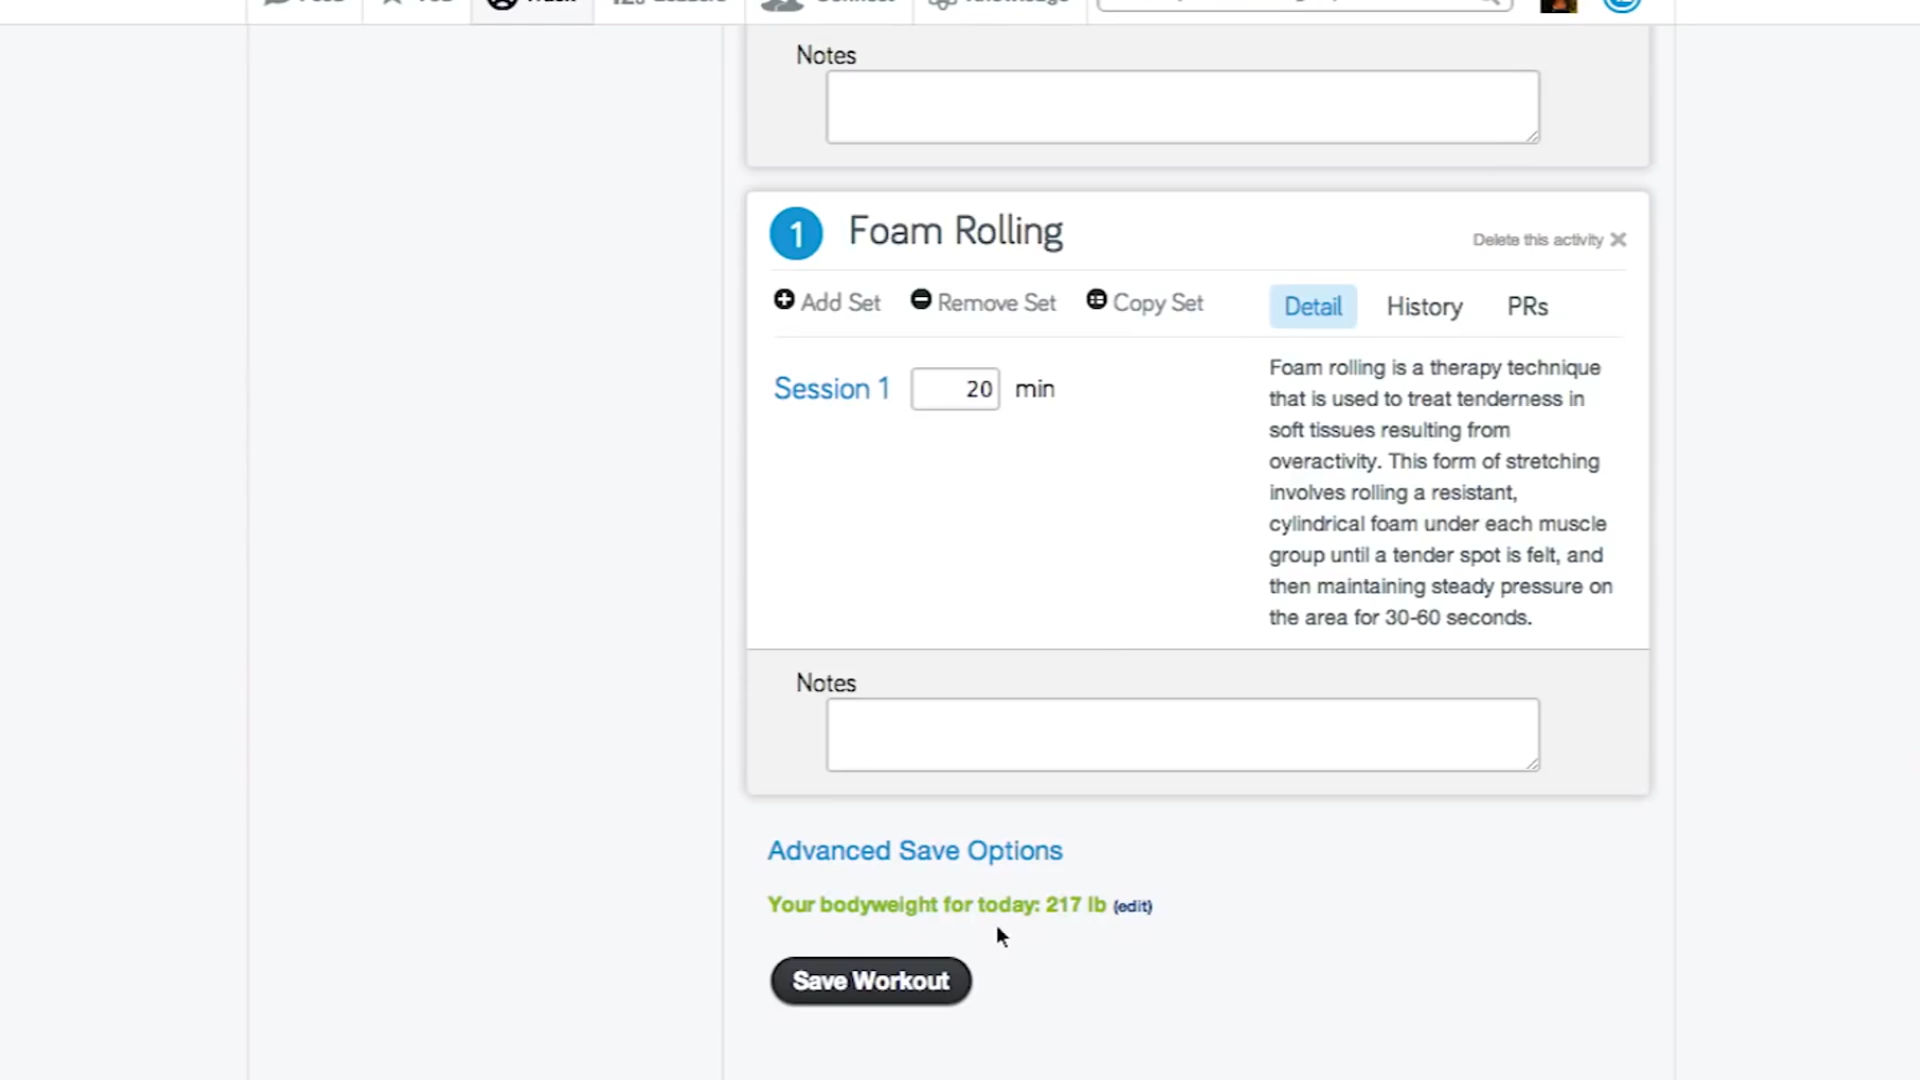 Notes
1 Foam Rolling
Delete this activity
Add Set Remove Set Copy Set
Detail History PRs
Session 1 20 min
Foam rolling is a therapy technique
that is used to treat tenderness in
soft tissues resulting from
overactivity. This form of stretching
involves rolling a resistant,
cylindrical foam under each muscle
group until a tender spot is felt, and
then maintaining steady pressure on
the area for 30-60 seconds.
Notes
Advanced Save Options
Your bodyweight for today: 217 lb (edit)
Save Workout